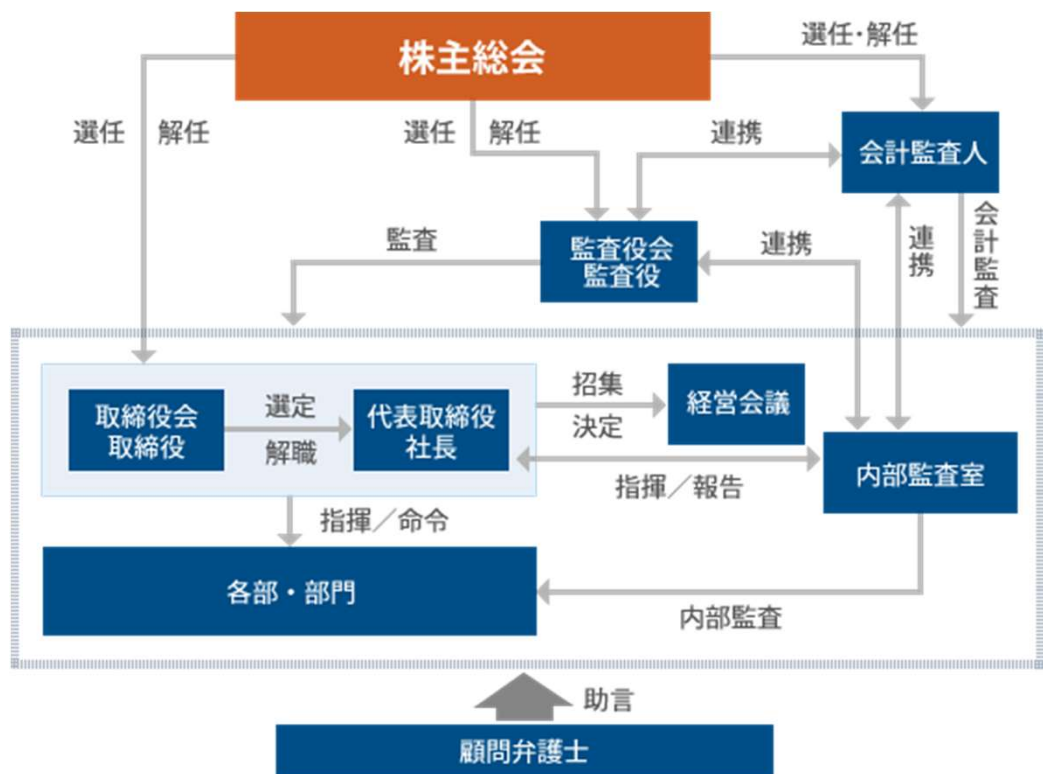 株主総会
選任・解任
選任 解任
選任 解任
連携
会計監査人
監査
監査役会
監査役
連携
連携
会計監査
取締役会
取締役
選定
解職
代表取締役
社長
招集
決定
経営会議
指揮／報告
内部監査室
指揮／命令
各部・部門
内部監査
助言
顧問弁護士